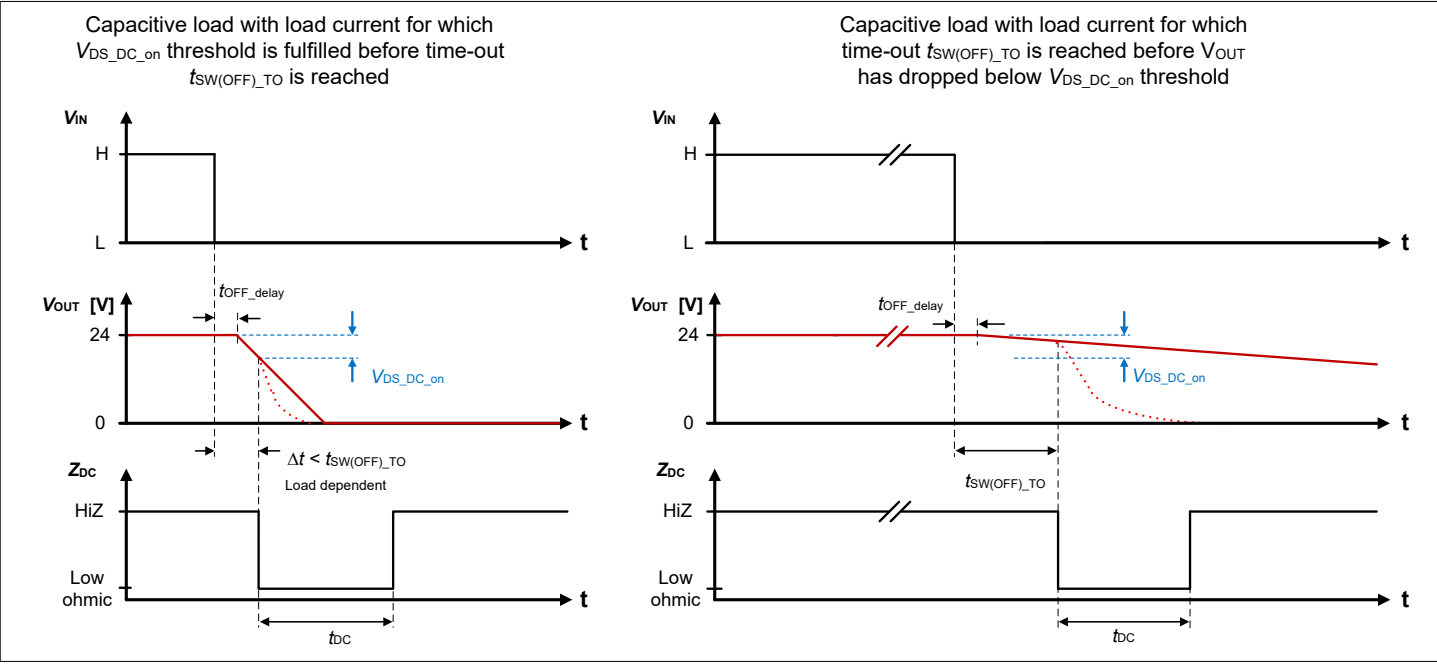 Capacitive load with load current for which
VDS_DC_on threshold is fulfilled before time-out
tSW(OFF)_TO is reached
VIN
H
L
t
VOUT [V]
tOFF_delay
24
VDS_DC_on
0
t
Δt < tSW(OFF)_TO
Load dependent
ZDC
HiZ
Low
ohmic
t
tDC
Capacitive load with load current for which
time-out tSW(OFF)_TO is reached before VOUT
has dropped below VDS_DC_on threshold
VIN
H
L
t
VOUT [V]
tOFF_delay
24
VDS_DC_on
0
t
tSW(OFF)_TO
ZDC
HiZ
Low
ohmic
t
tDC